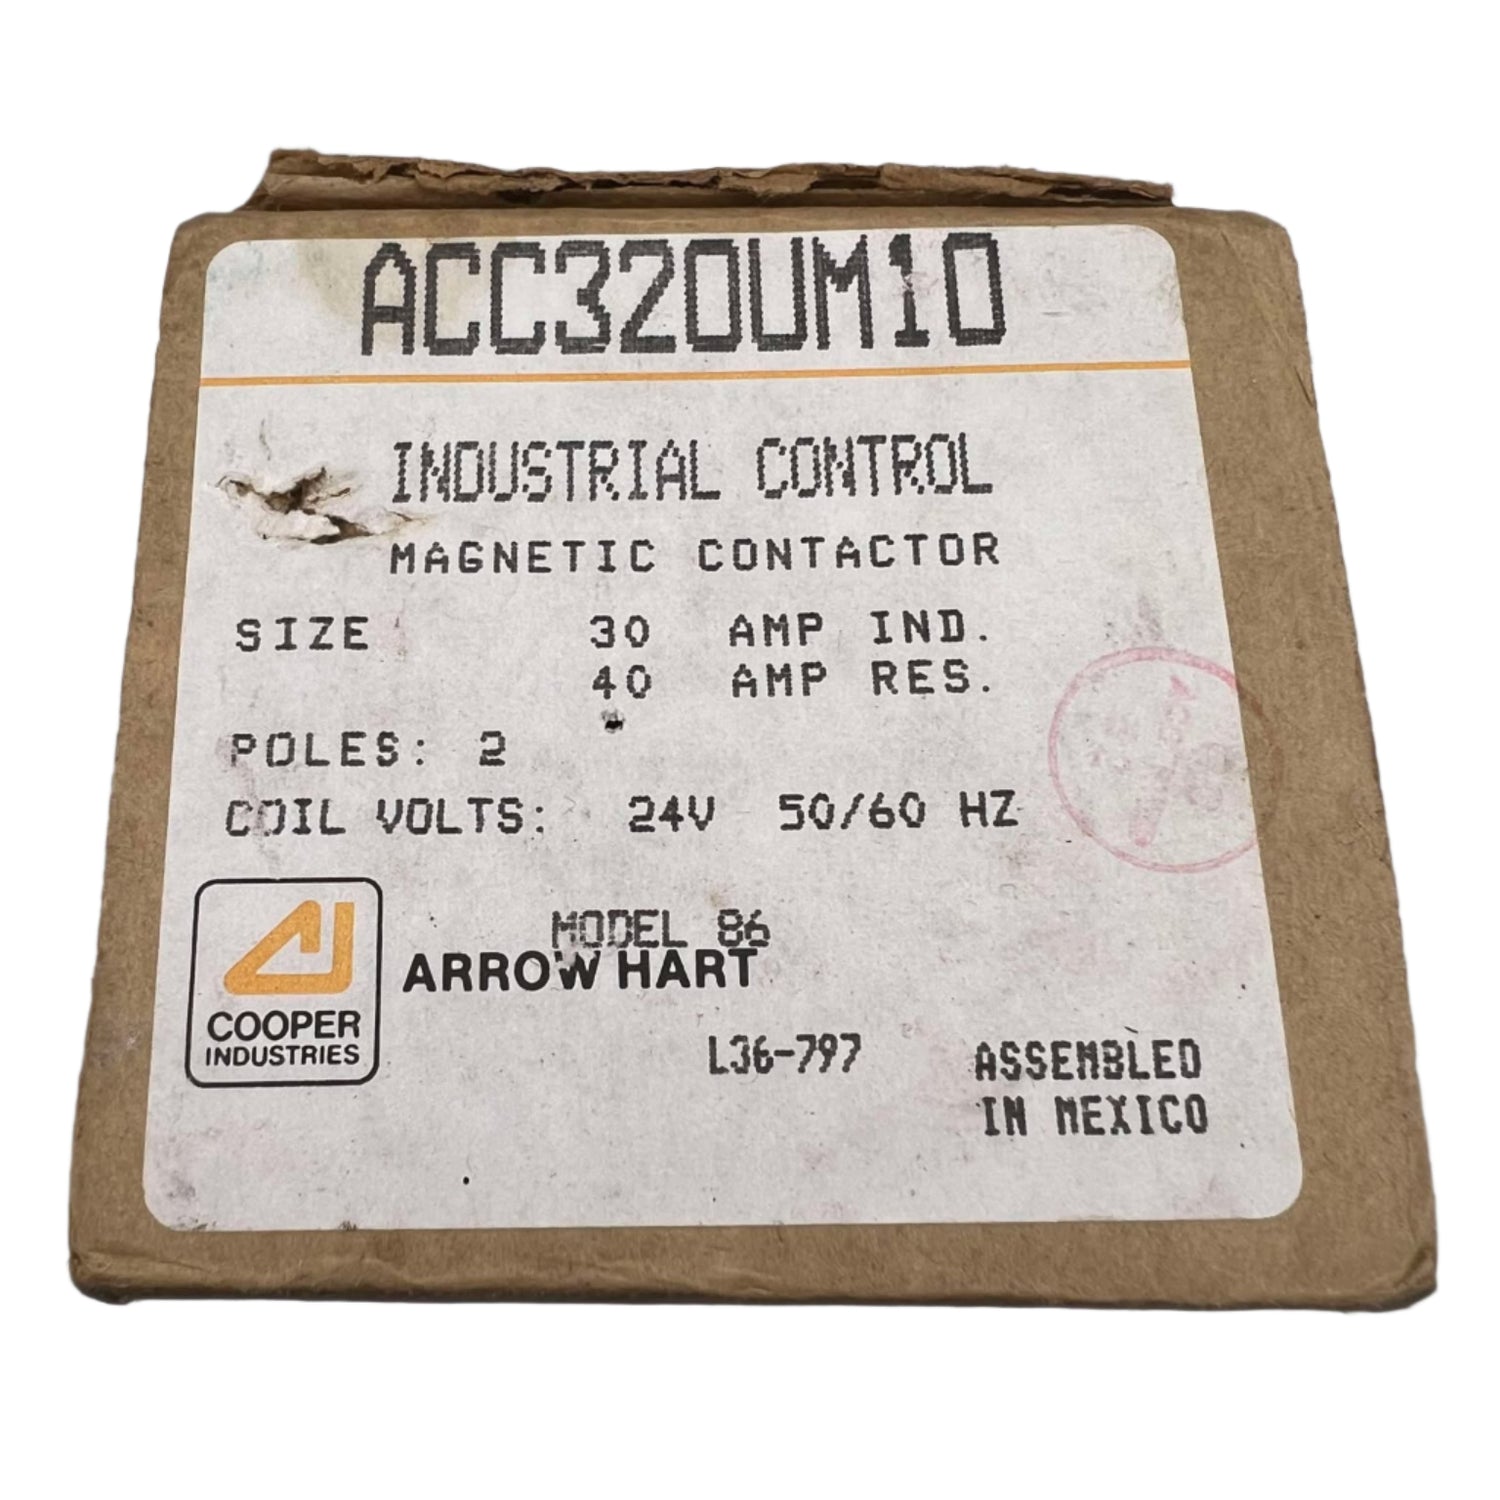 ACC320UM10
INDUSTRIAL CONTROL
MAGNETIC CONTACTOR
SIZE 30 AMP IND.
40 AMP RES.
POLES: 2
COIL VOLTS: 24V 50/60 HZ
MODEL 86
ARROW HART
COOPER
INDUSTRIES
L36-797
ASSEMBLED
IN MEXICO